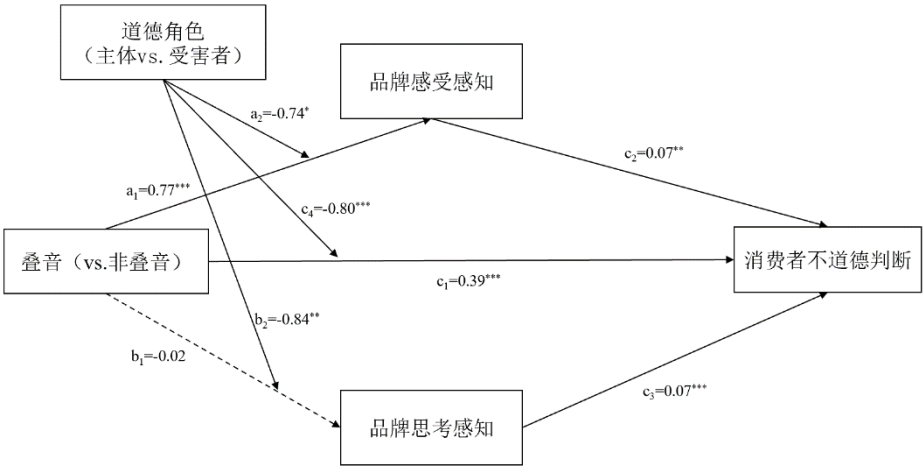 道德角色
（主体vs.受害者）
品牌感受感知
a₂=-0.74*
c₂=0.07**
a₁=0.77***
c₄=-0.80***
叠音（vs.非叠音）
消费者不道德判断
c₁=0.39***
b₂=-0.84**
b₁=-0.02
c₃=0.07***
品牌思考感知